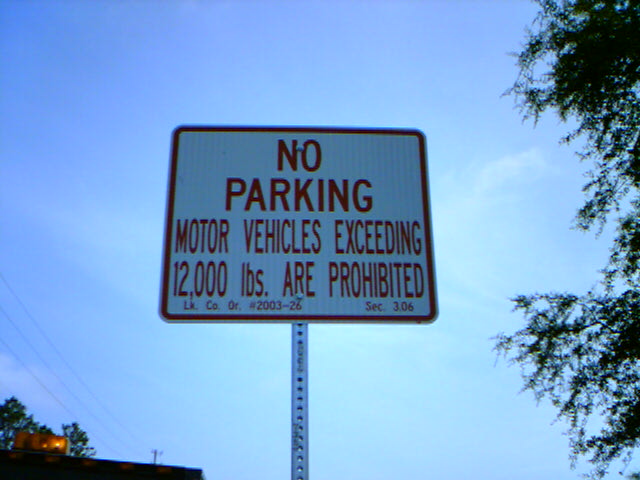 NO
PARKING
MOTOR VEHICLES EXCEEDING
12,000 lbs. ARE PROHIBITED
Lk. Co. Or. #2003-26 Sec. 3.06